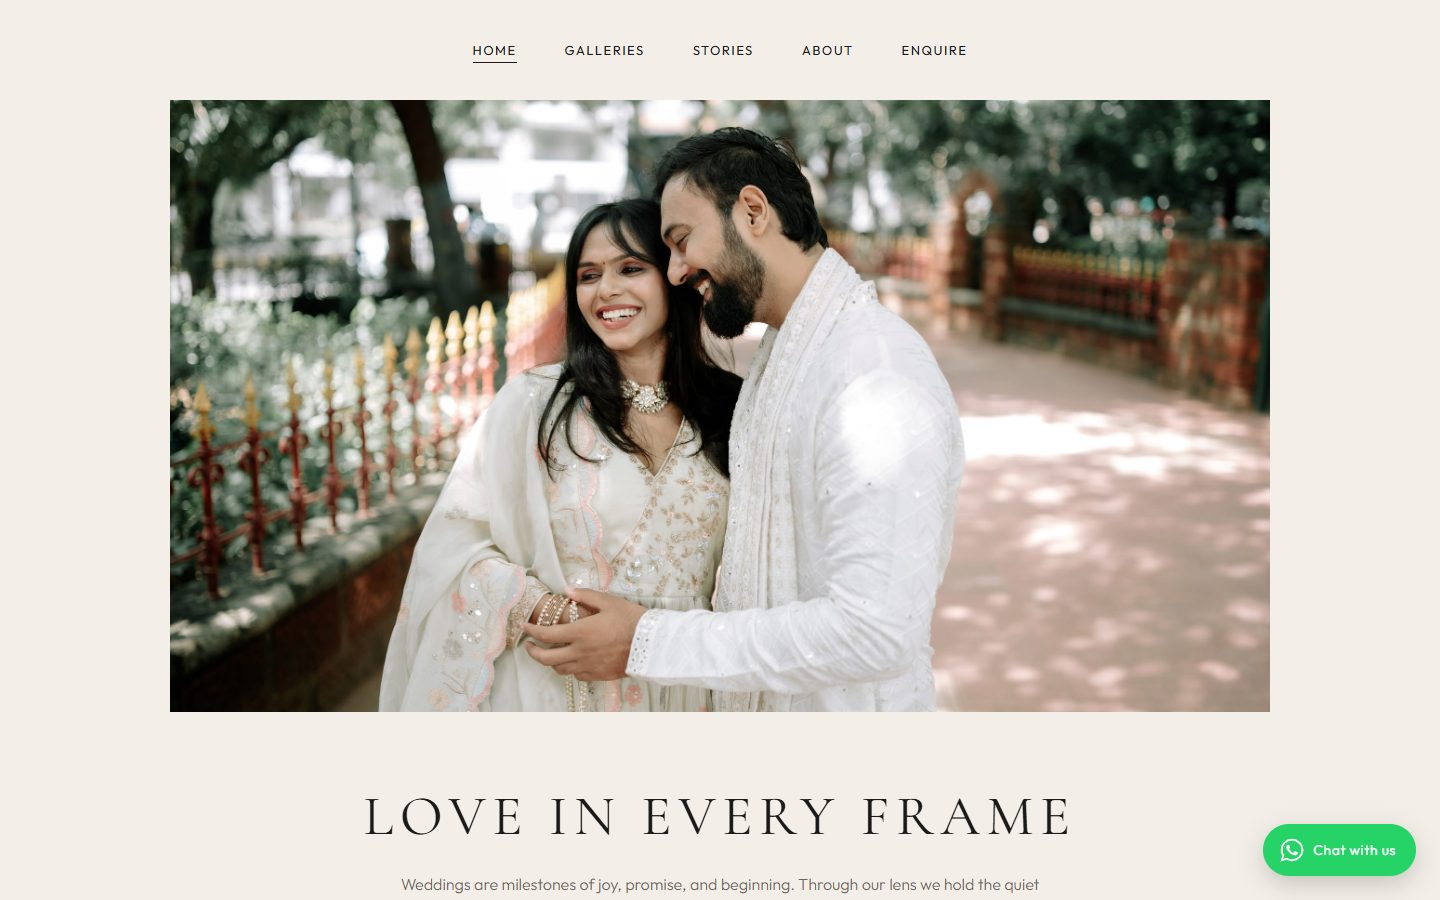 HOME GALLERIES STORIES ABOUT ENQUIRE
LOVE IN EVERY FRAME
Weddings are milestones of joy, promise, and beginning. Through our lens we hold the quiet
Chat with us